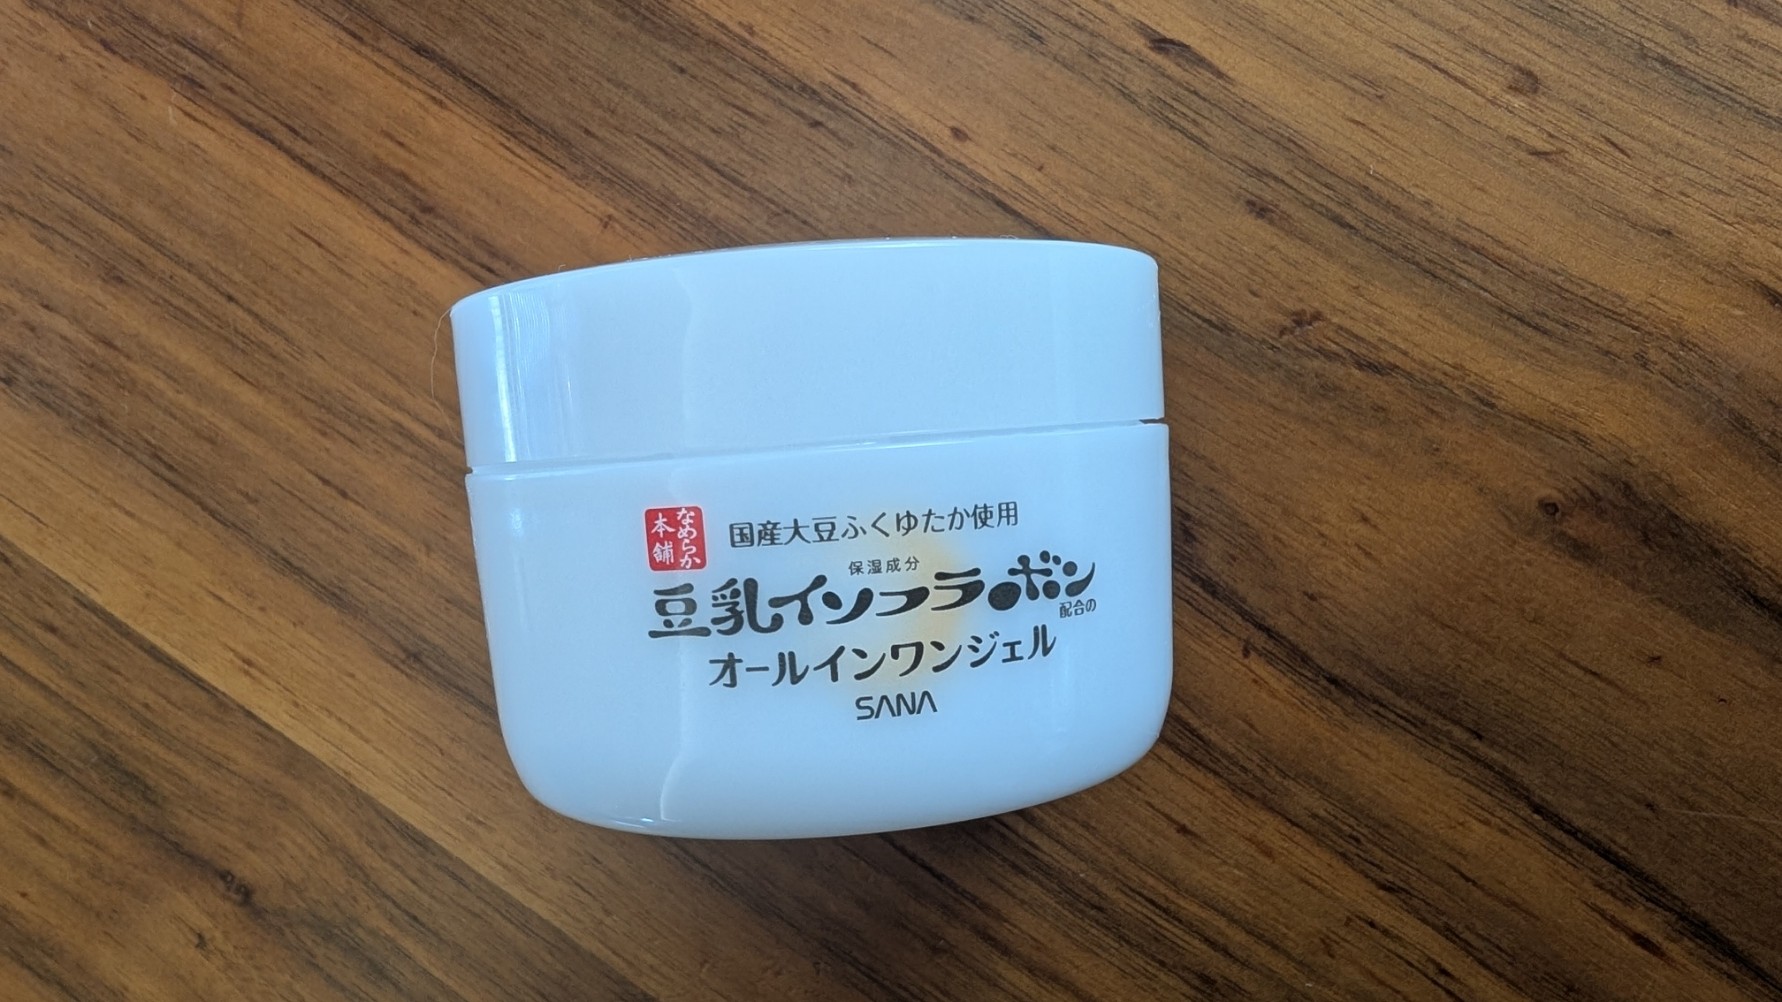 なめらか
本舗
国産大豆ふくゆたか使用
保湿成分
豆乳イソフラボン
配合の
オールインワンジェル
SANA